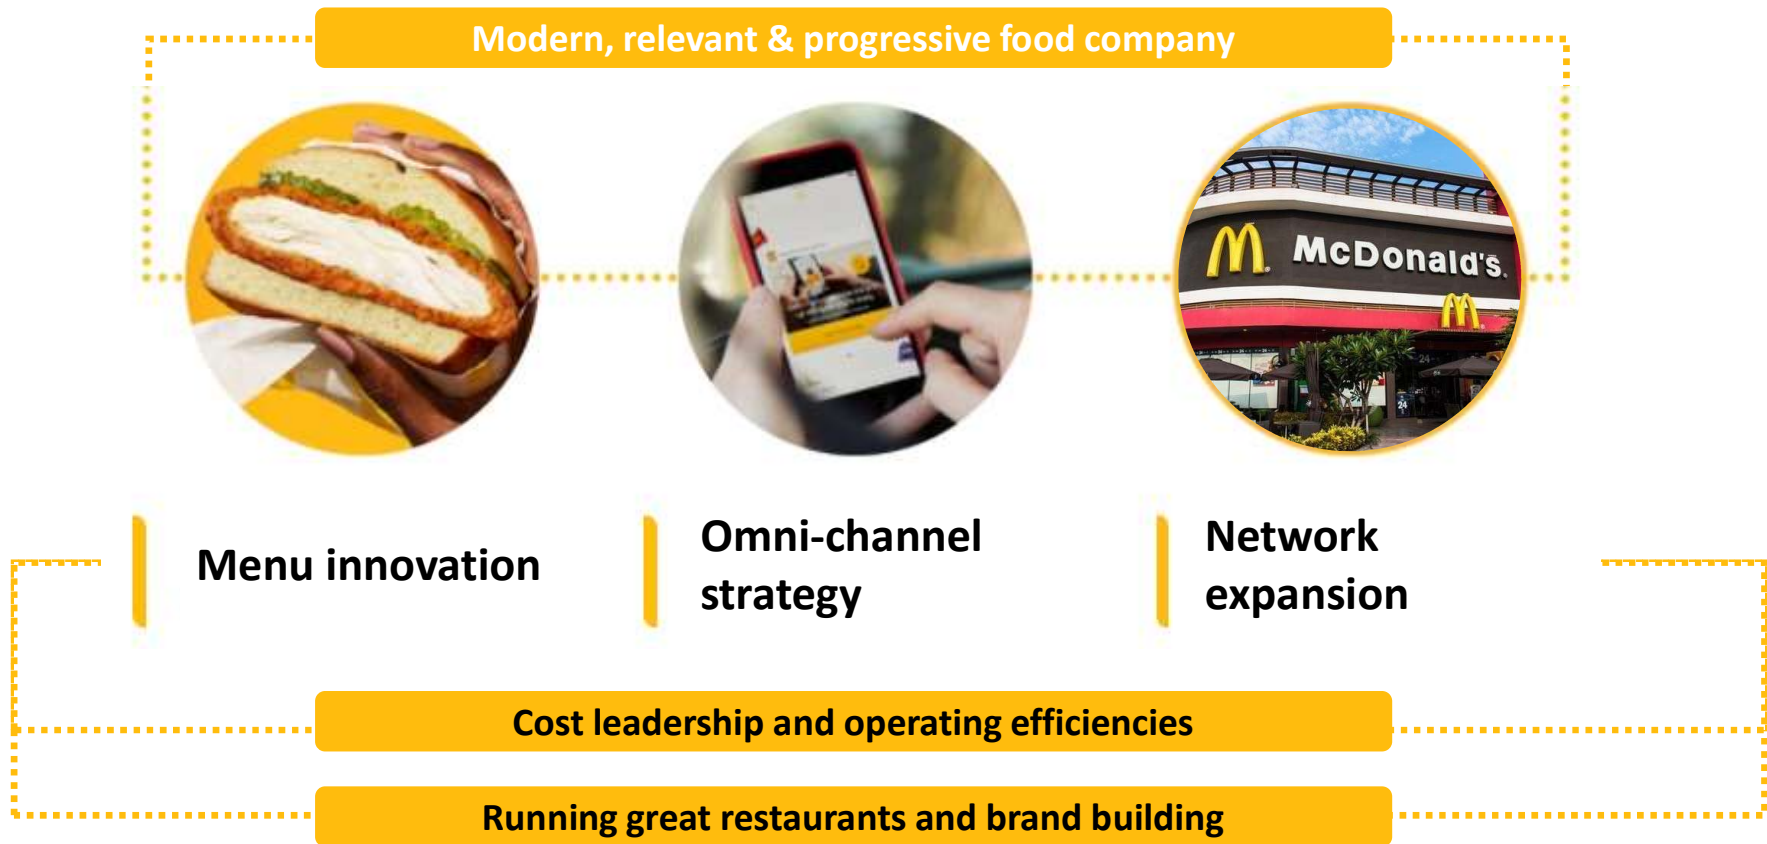 Modern, relevant & progressive food company
McDonald's
Menu innovation
Omni-channel
strategy
Network
expansion
Cost leadership and operating efficiencies
Running great restaurants and brand building